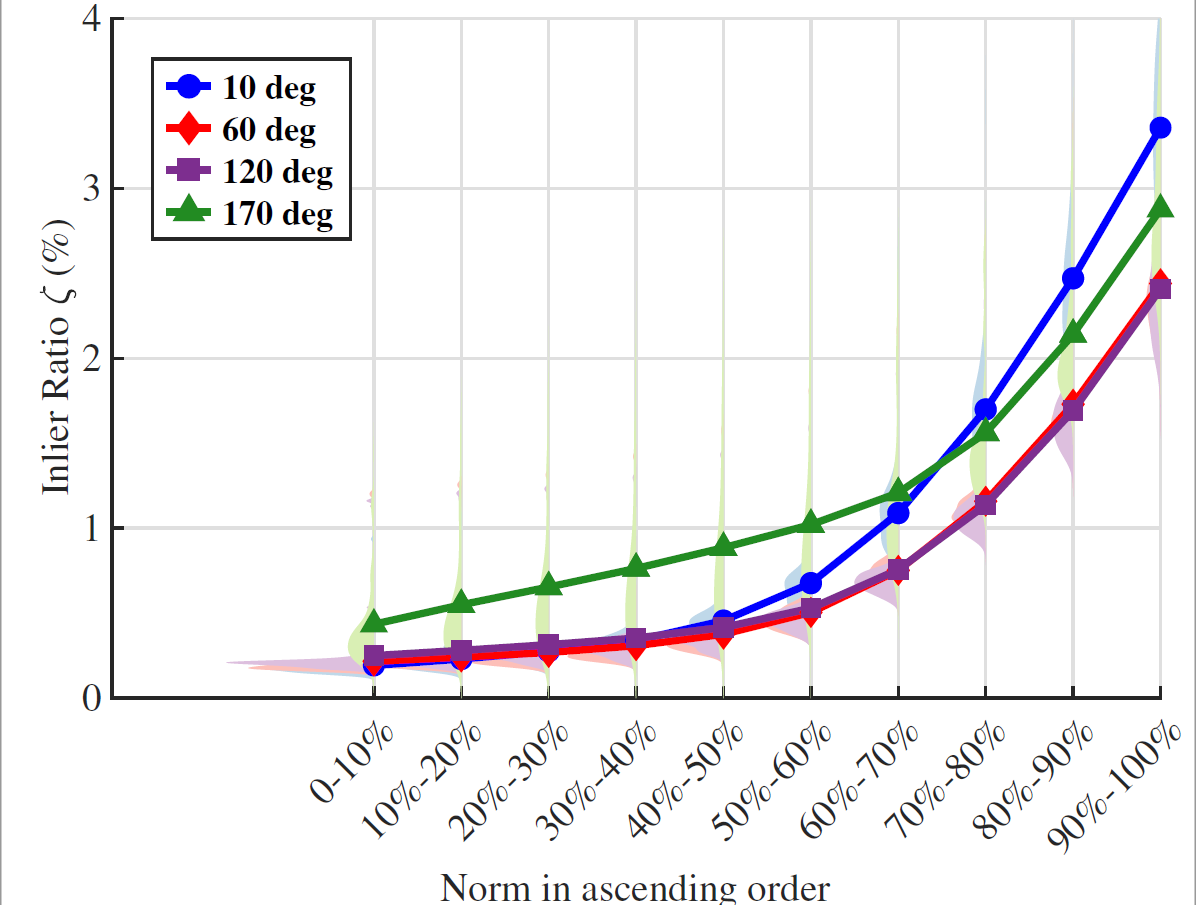 4
3
2
1
0
Inlier Ratio ζ (%)
10 deg
60 deg
120 deg
170 deg
0-10%
10%-20%
20%-30%
30%-40%
40%-50%
50%-60%
60%-70%
70%-80%
80%-90%
90%-100%
Norm in ascending order